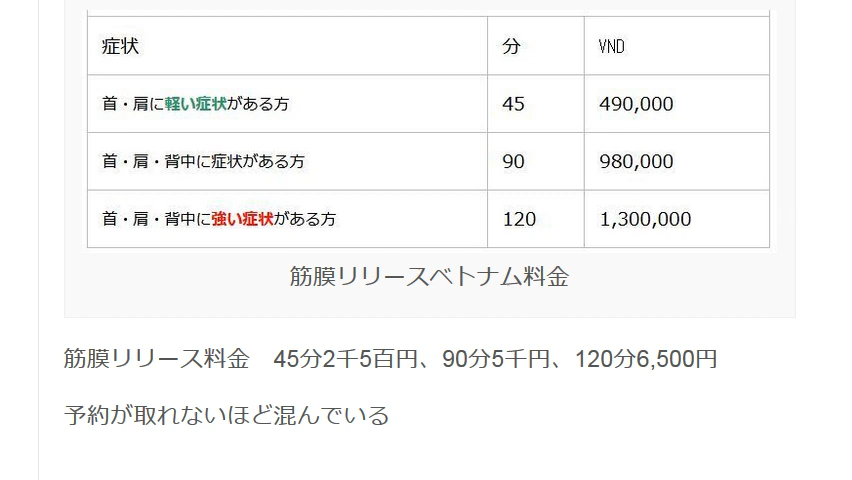 症状 分 VND
首・肩に軽い症状がある方 45 490,000
首・肩・背中に症状がある方 90 980,000
首・肩・背中に強い症状がある方 120 1,300,000
筋膜リリースベトナム料金
筋膜リリース料金　45分2千5百円、90分5千円、120分6,500円
予約が取れないほど混んでいる